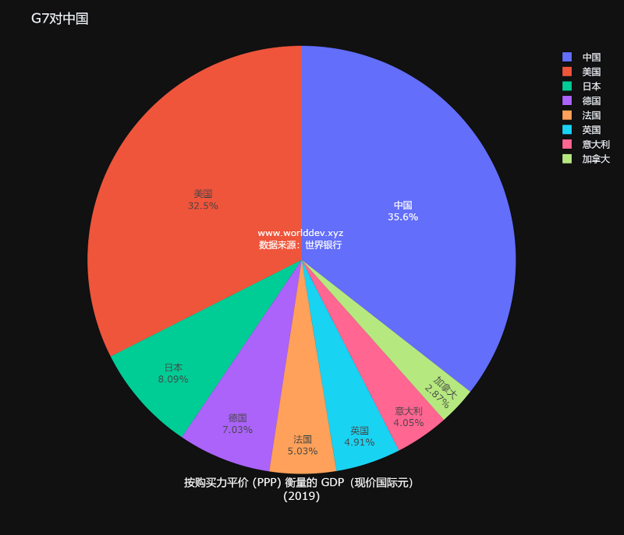 G7对中国
中国
美国
日本
德国
法国
英国
意大利
加拿大
美国
32.5%
中国
35.6%
www.worlddev.xyz
数据来源：世界银行
日本
8.09%
德国
7.03%
法国
5.03%
英国
4.91%
意大利
4.05%
加拿大
2.87%
按购买力平价 (PPP) 衡量的 GDP（现价国际元）
(2019)